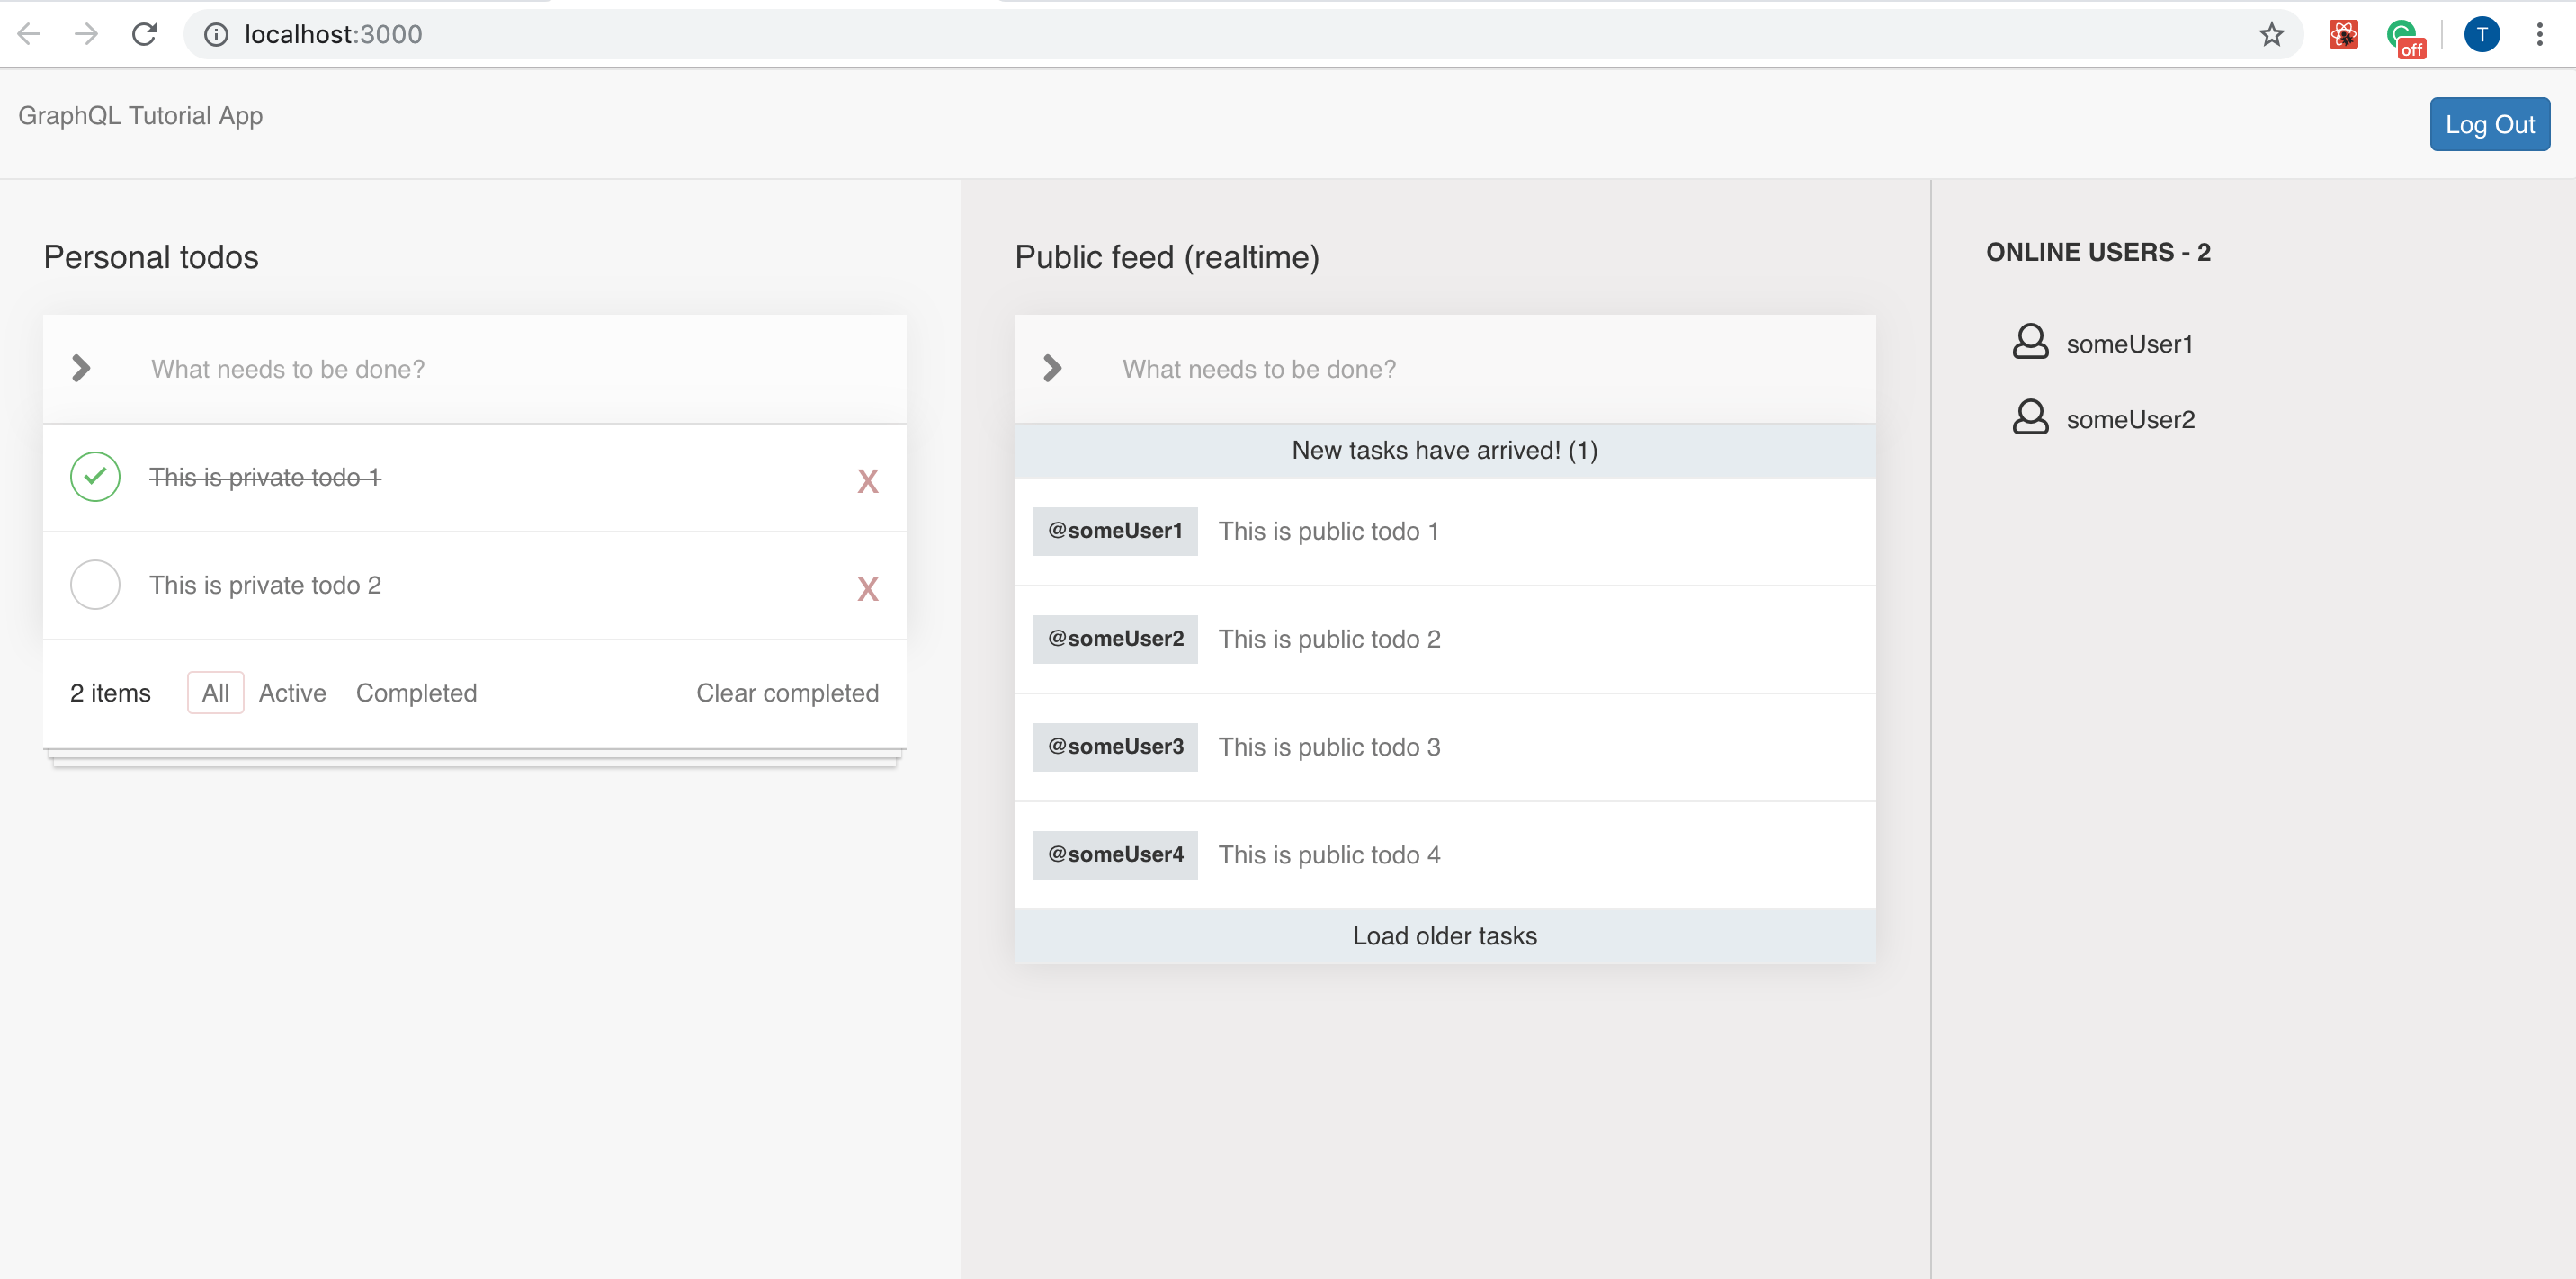 localhost:3000
off
T
GraphQL Tutorial App
Log Out
Personal todos
What needs to be done?
This is private todo 1
X
This is private todo 2
X
2 items All Active Completed Clear completed
Public feed (realtime)
What needs to be done?
New tasks have arrived! (1)
@someUser1 This is public todo 1
@someUser2 This is public todo 2
@someUser3 This is public todo 3
@someUser4 This is public todo 4
Load older tasks
ONLINE USERS - 2
someUser1
someUser2